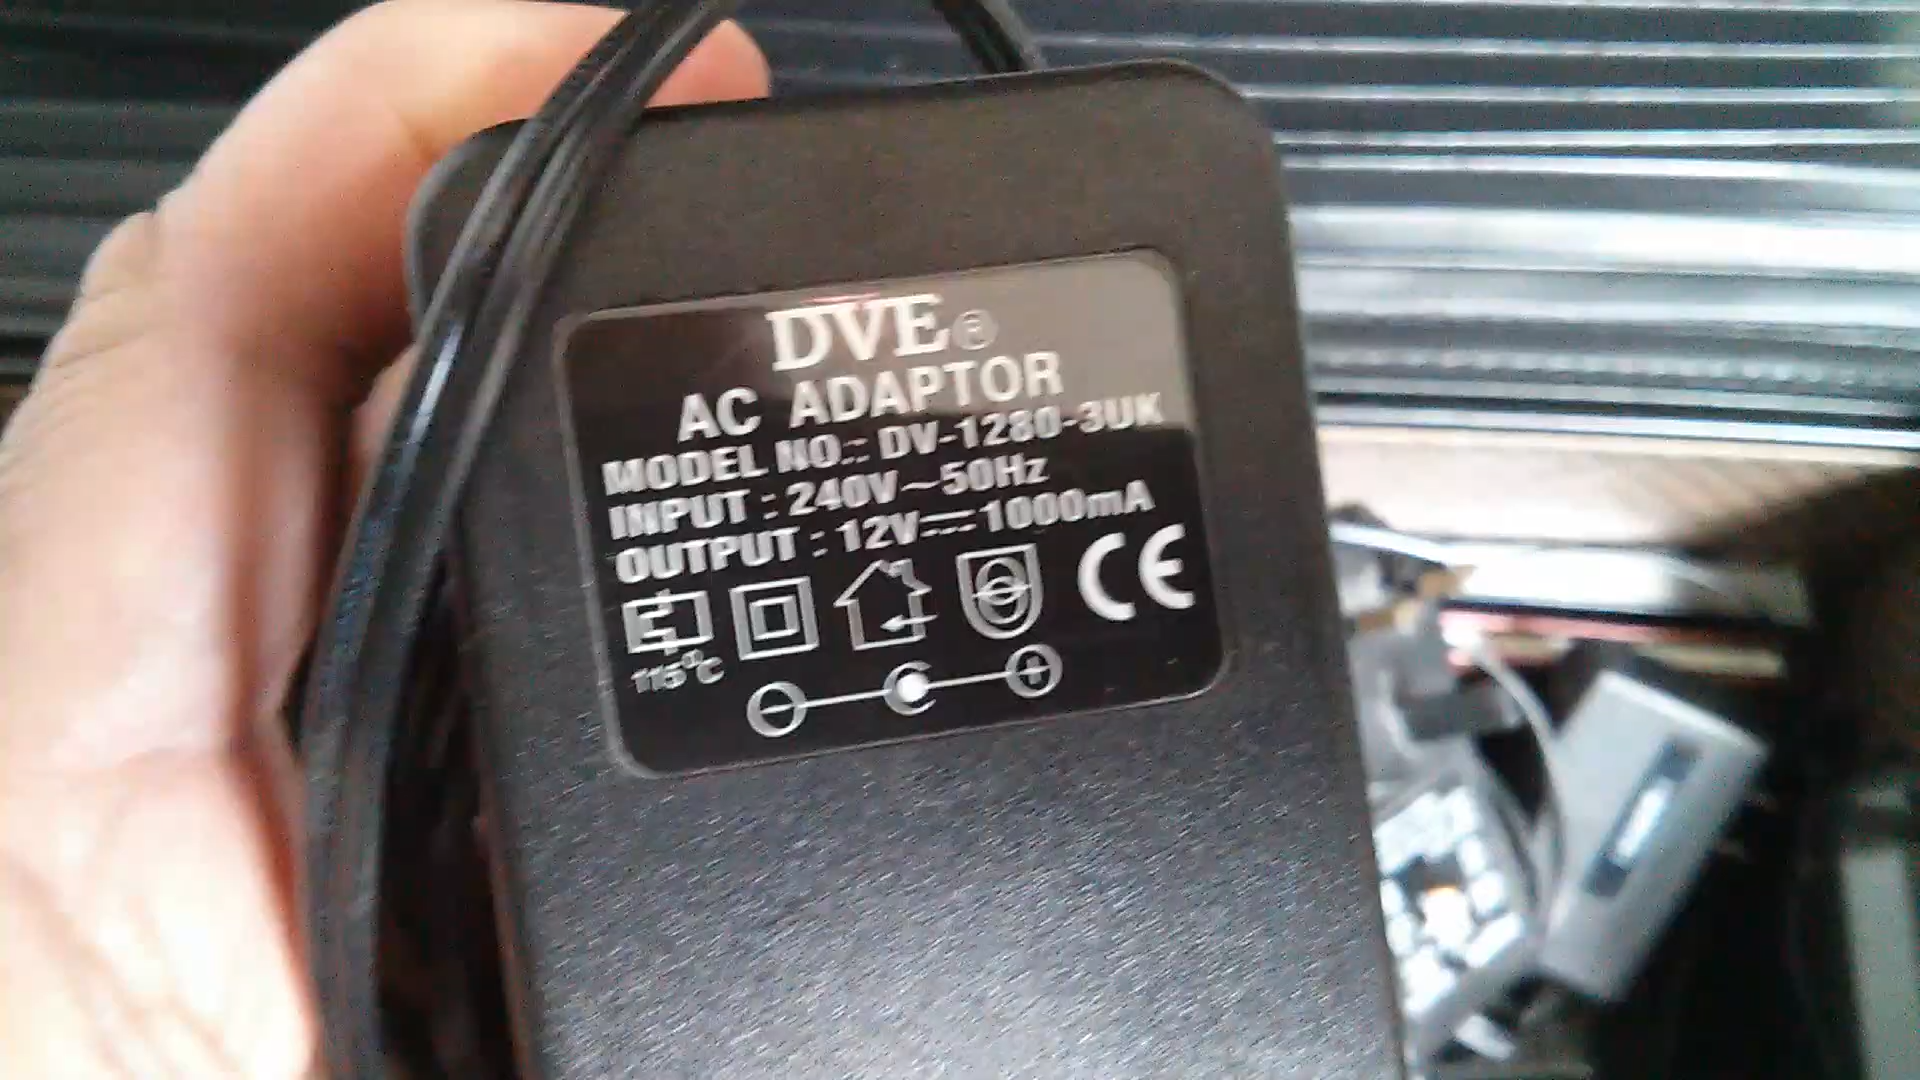 DVE®
AC ADAPTOR
MODEL NO.: DV-1280-3UK
INPUT : 240V~50Hz
OUTPUT : 12V⎓1000mA
CE
115°C